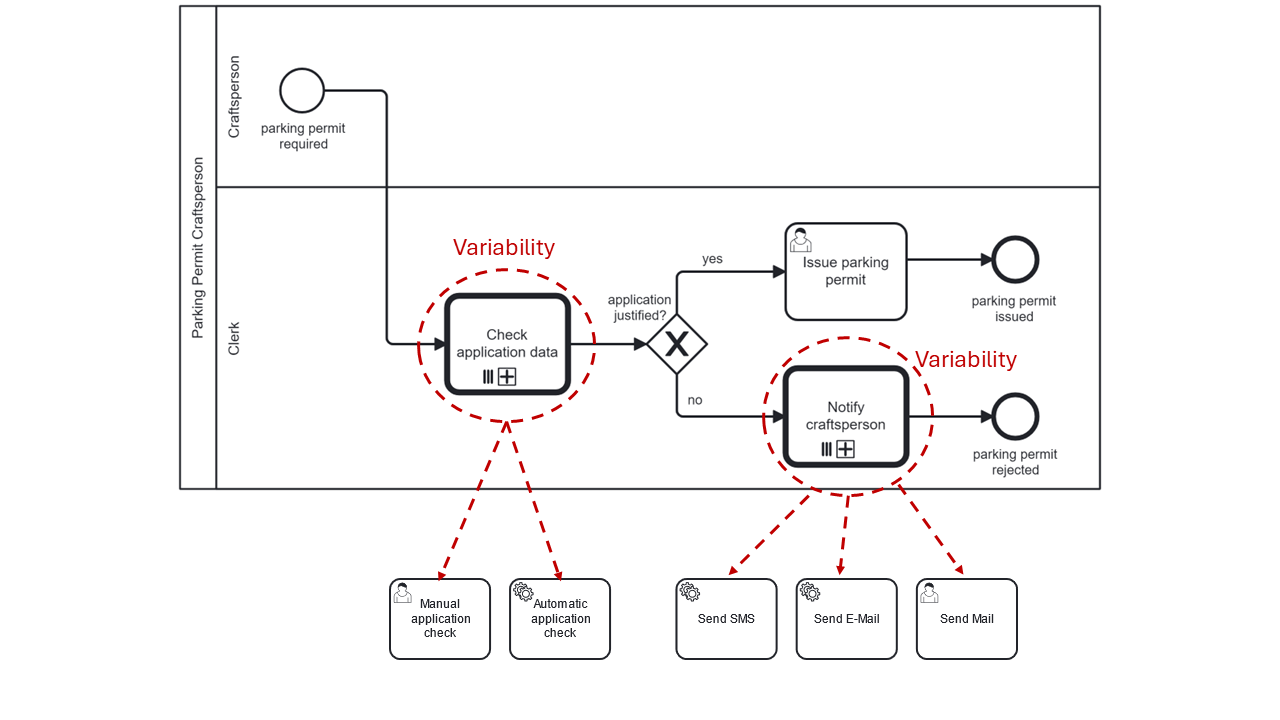 Parking Permit Craftsperson
Craftsperson
parking permit
required
Clerk
Variability
Check
application data
application
justified?
yes
no
Issue parking
permit
parking permit
issued
Variability
Notify
craftsperson
parking permit
rejected
Manual
application
check
Automatic
application
check
Send SMS
Send E-Mail
Send Mail